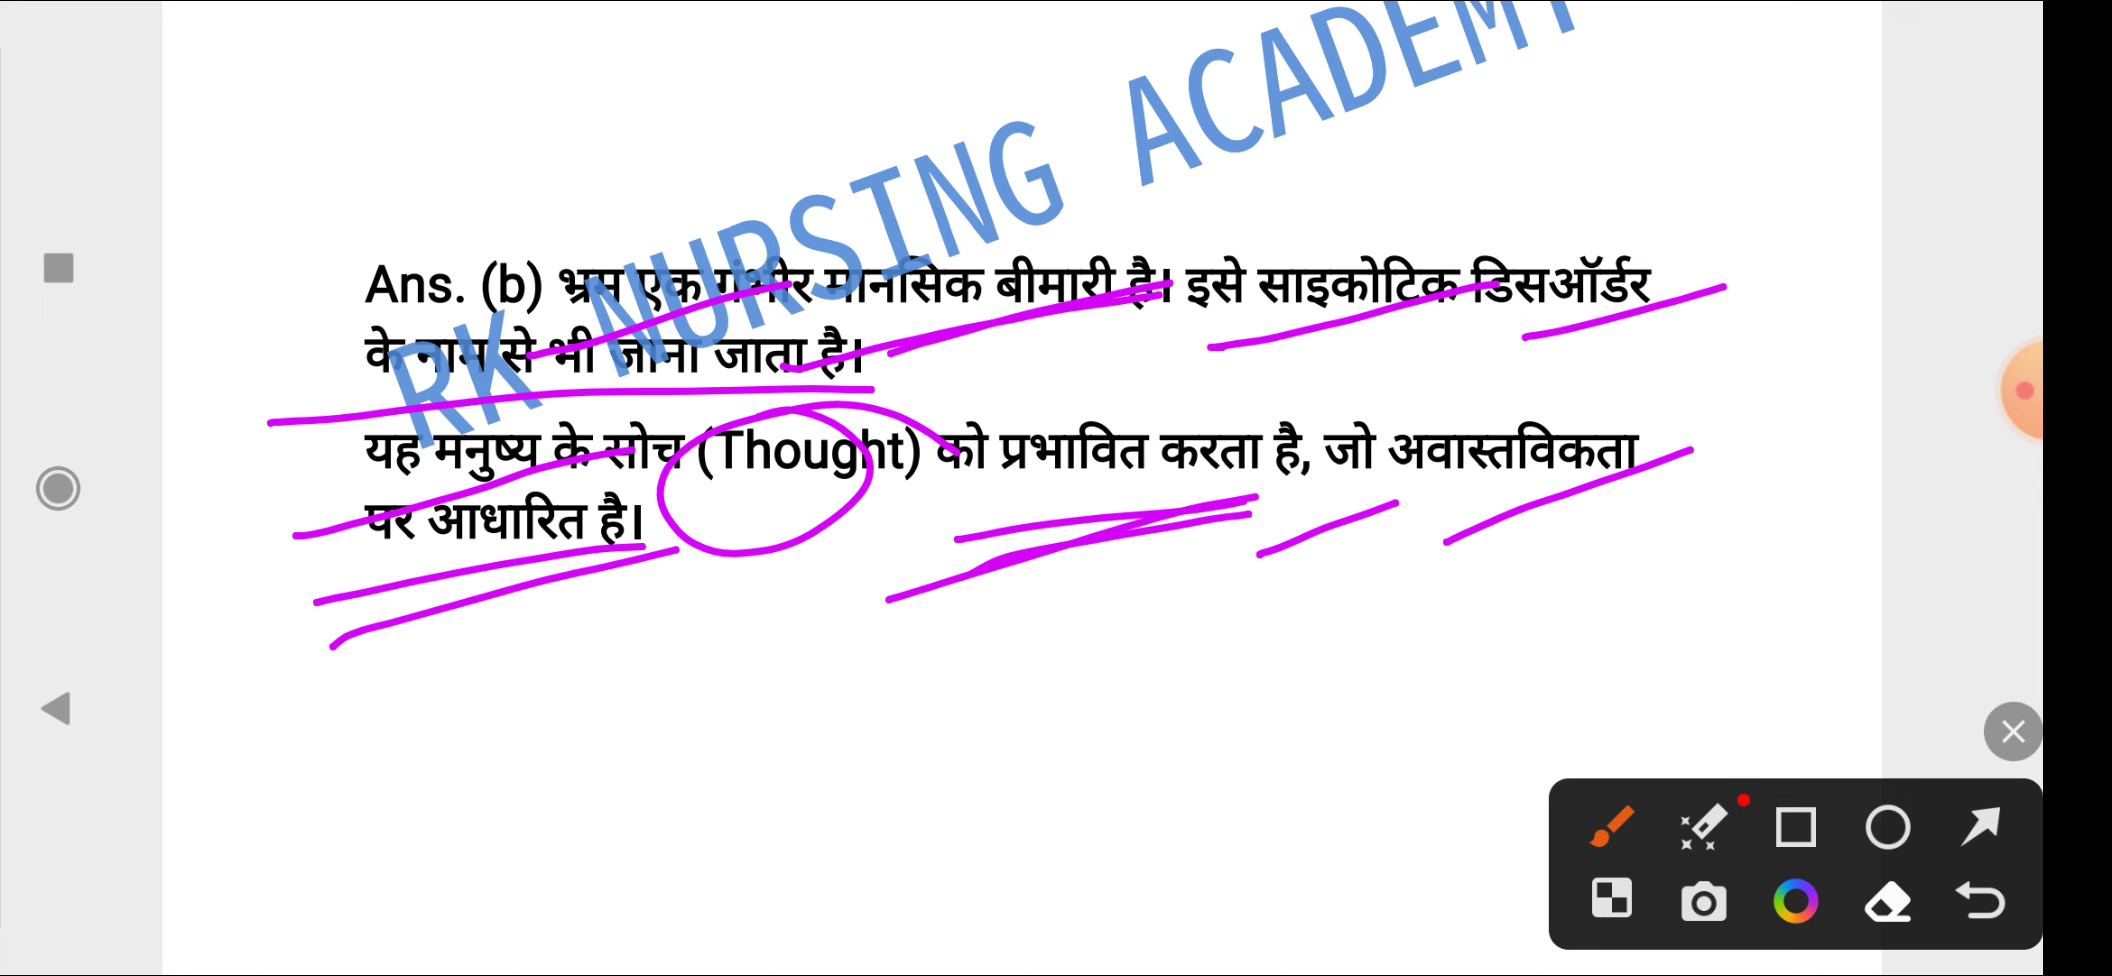 RK NURSING ACADEMY
Ans. (b) भ्रम एक गंभीर मानसिक बीमारी है। इसे साइकोटिक डिसऑर्डर
के नाम से भी जाना जाता है।
यह मनुष्य के सोच (Thought) को प्रभावित करता है, जो अवास्तविकता
पर आधारित है।